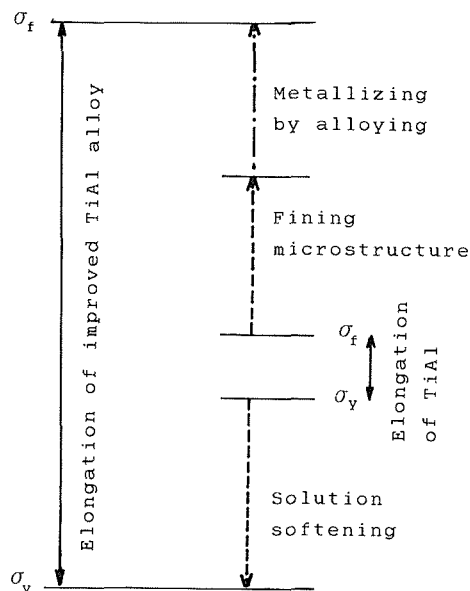 σf
Metallizing
by alloying
Elongation of improved TiAl alloy
Fining
microstructure
σf
σy
Elongation
of TiAl
Solution
softening
σy